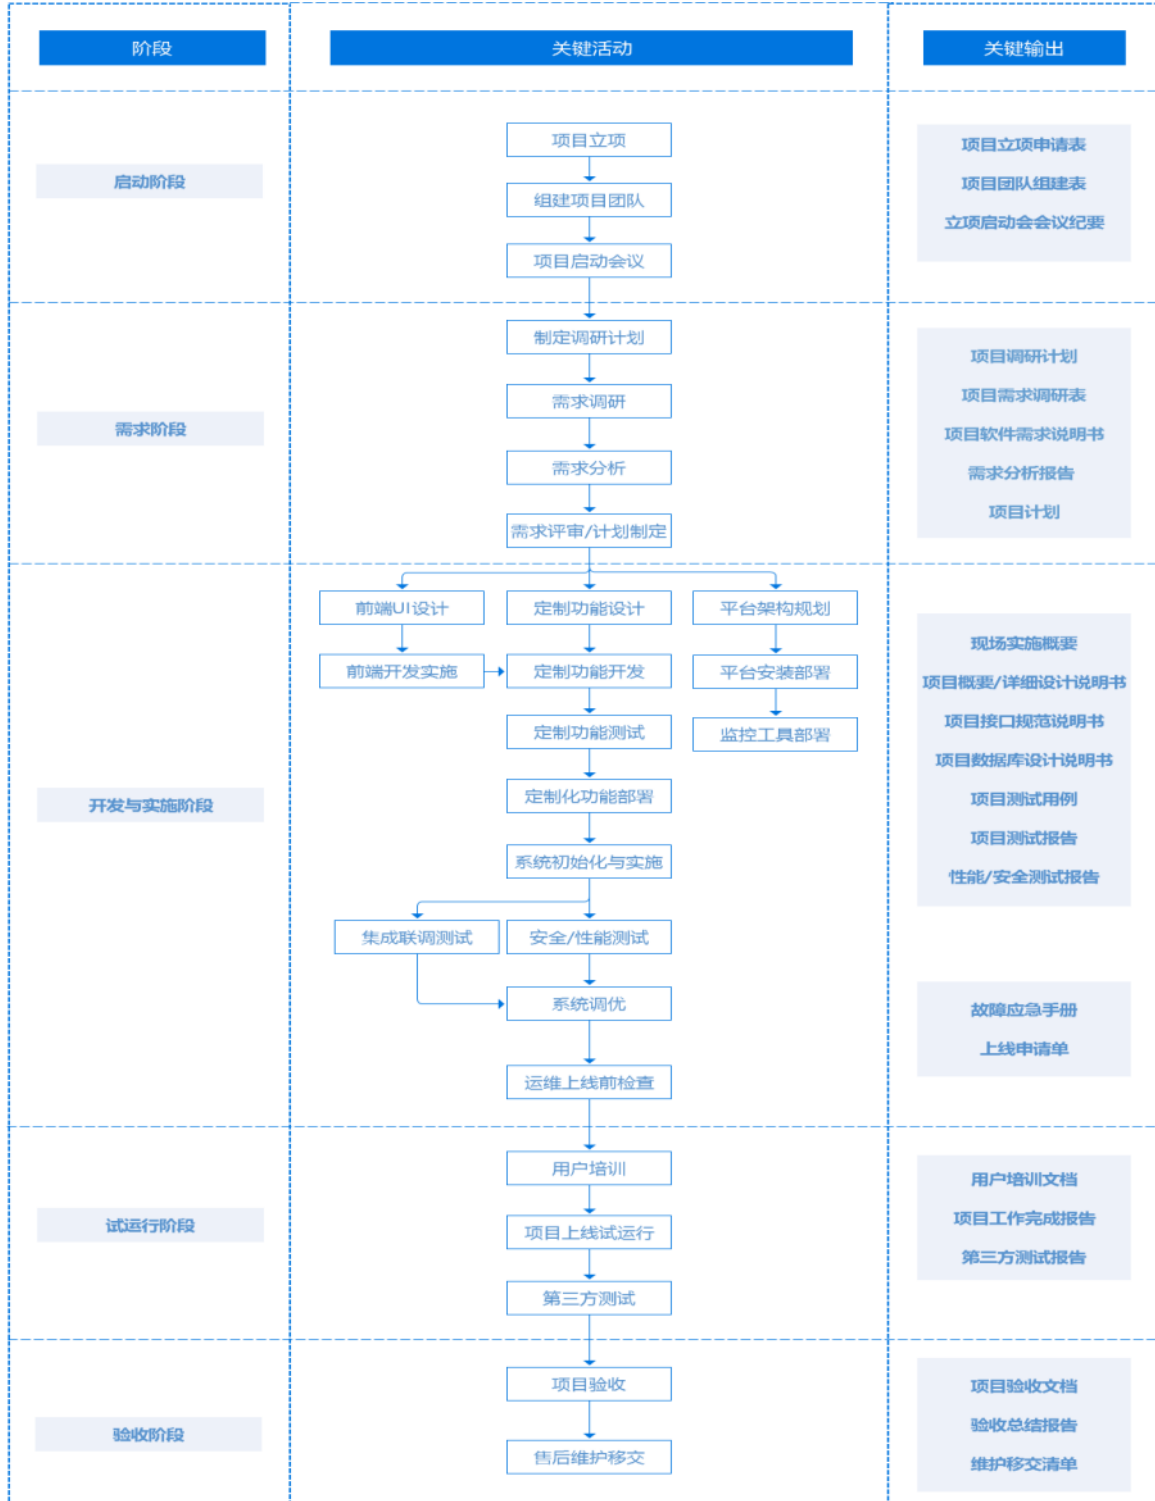 阶段
关键活动
关键输出
启动阶段
项目立项
组建项目团队
项目启动会议
项目立项申请表
项目团队组建表
立项启动会会议纪要
需求阶段
制定调研计划
需求调研
需求分析
需求评审/计划制定
项目调研计划
项目需求调研表
项目软件需求说明书
需求分析报告
项目计划
开发与实施阶段
前端UI设计
定制功能设计
平台架构规划
前端开发实施
定制功能开发
平台安装部署
定制功能测试
监控工具部署
定制化功能部署
系统初始化与实施
集成联调测试
安全/性能测试
系统调优
运维上线前检查
现场实施概要
项目概要/详细设计说明书
项目接口规范说明书
项目数据库设计说明书
项目测试用例
项目测试报告
性能/安全测试报告
故障应急手册
上线申请单
试运行阶段
用户培训
项目上线试运行
第三方测试
用户培训文档
项目工作完成报告
第三方测试报告
验收阶段
项目验收
售后维护移交
项目验收文档
验收总结报告
维护移交清单